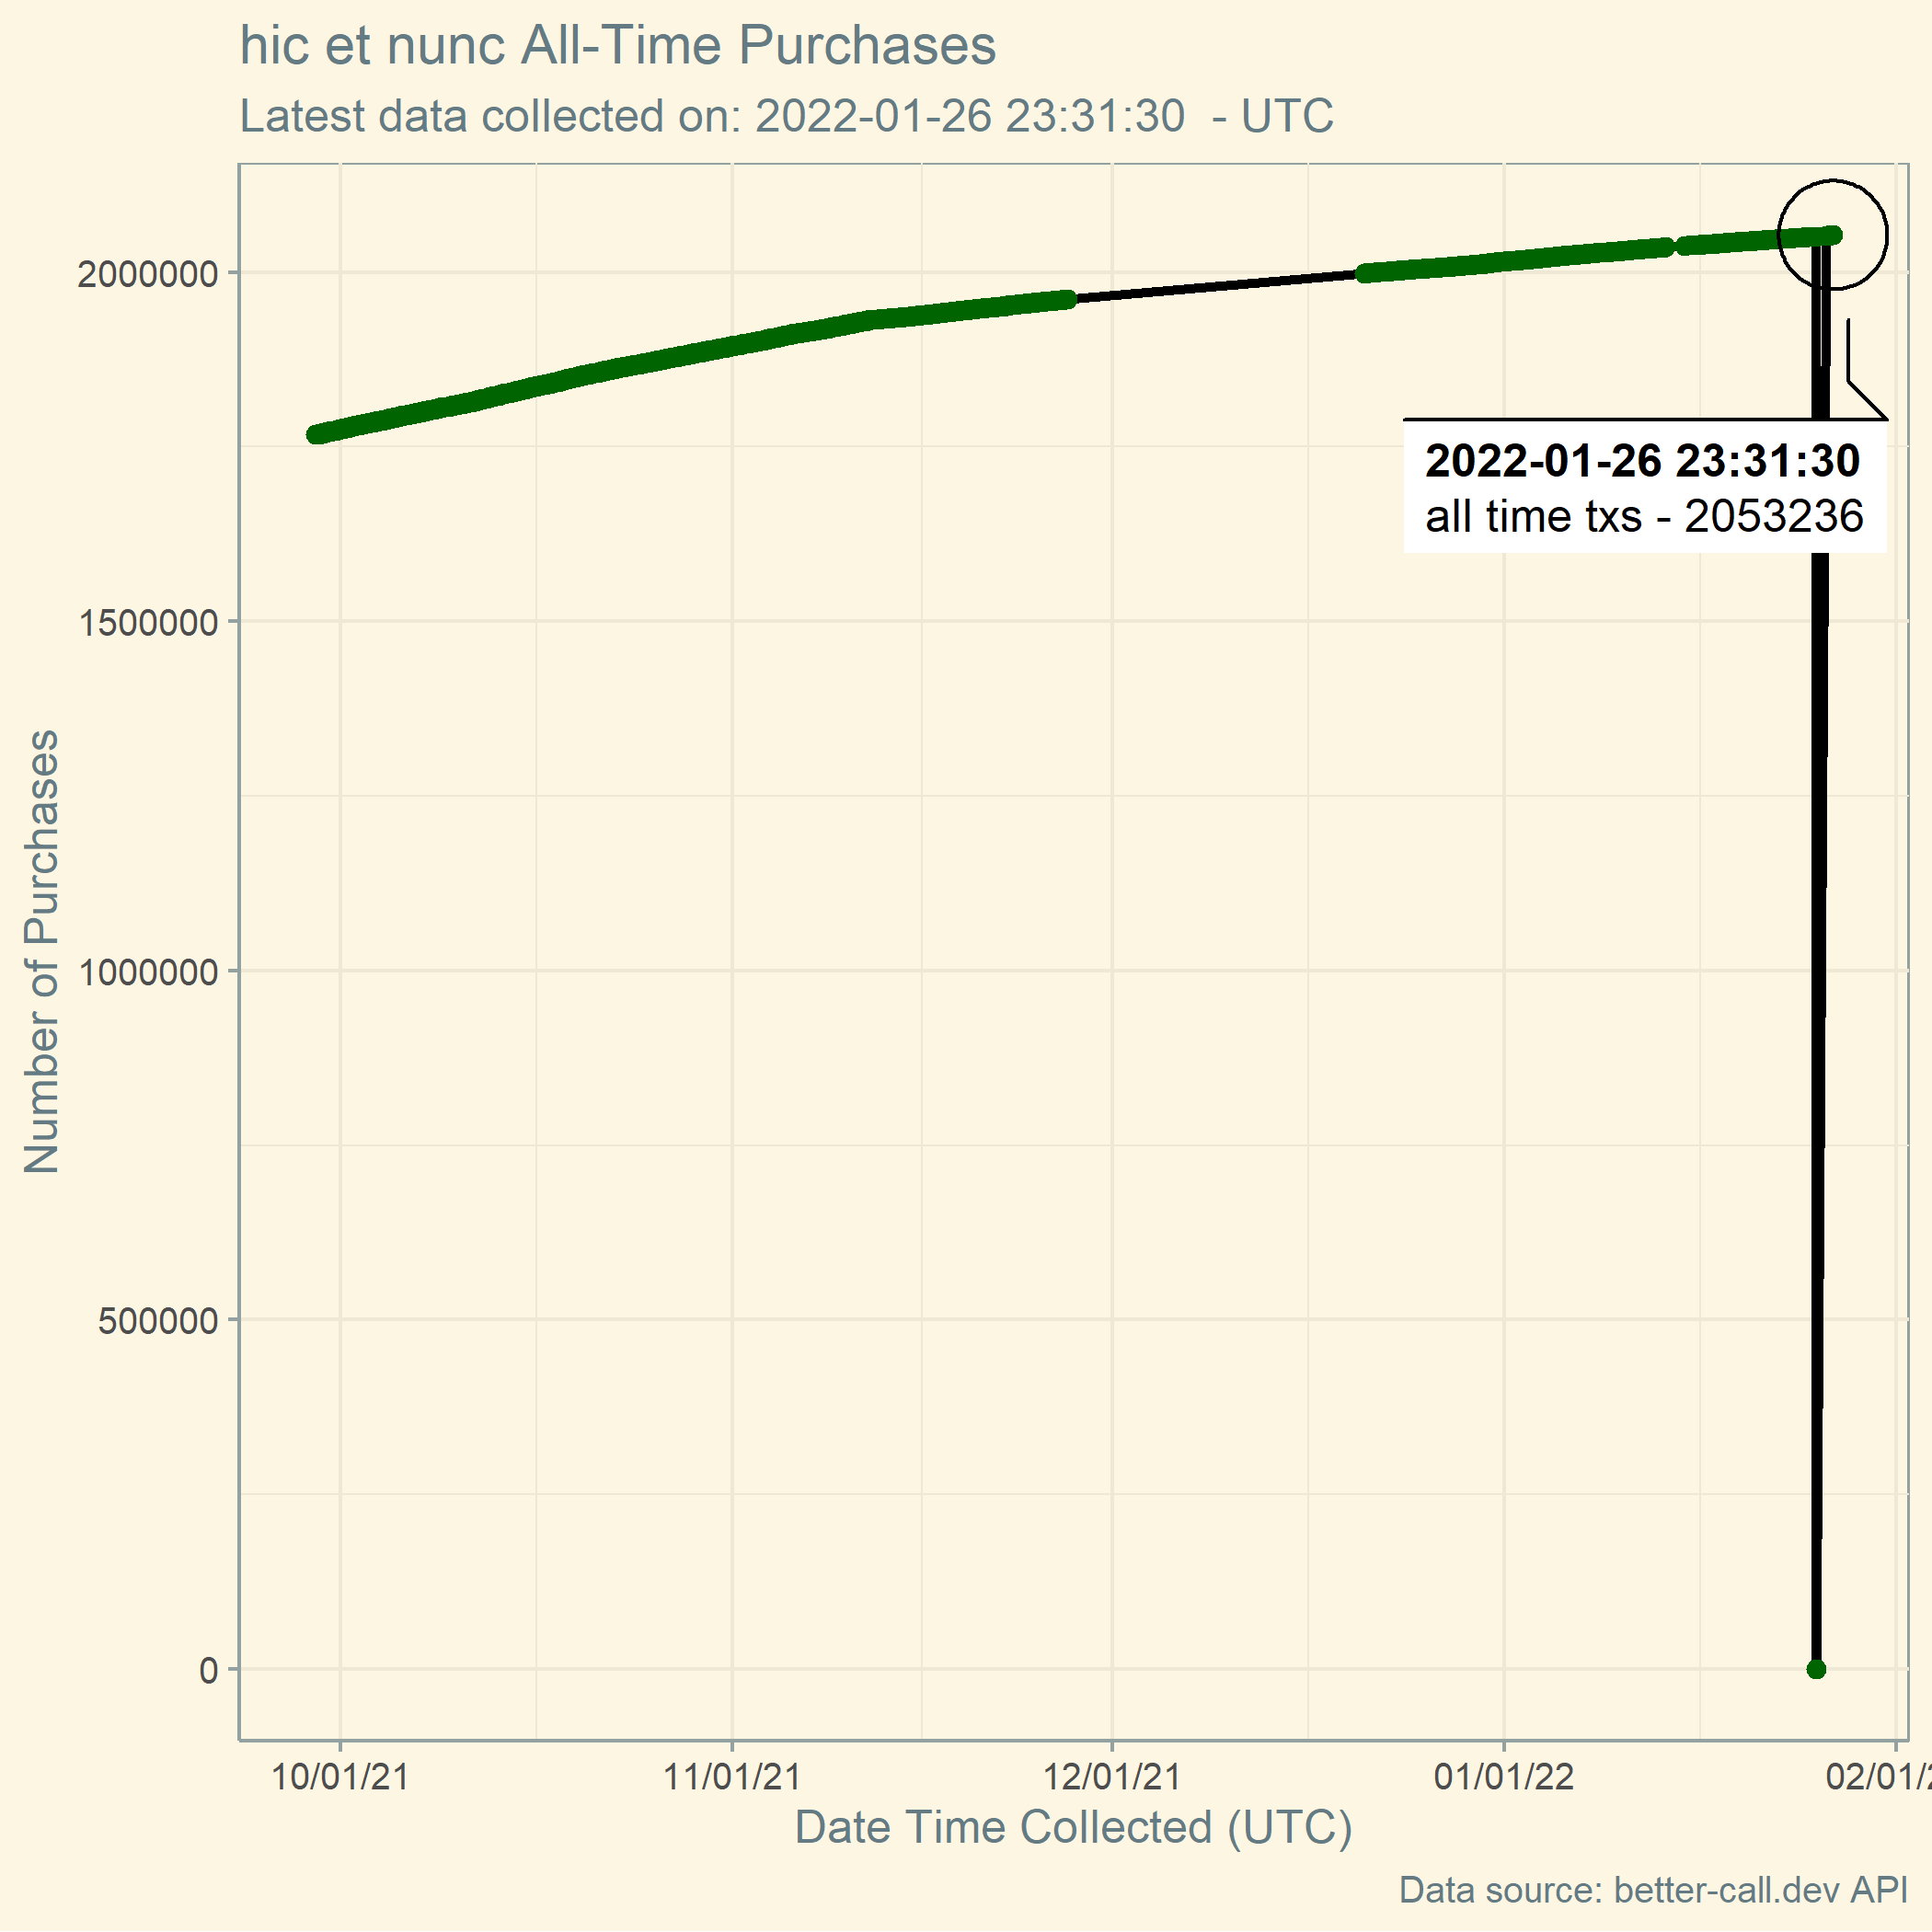 hic et nunc All-Time Purchases
Latest data collected on: 2022-01-26 23:31:30  - UTC
2000000
1500000
1000000
500000
0
Number of Purchases
2022-01-26 23:31:30
all time txs - 2053236
10/01/21 11/01/21 12/01/21 01/01/22
Date Time Collected (UTC)
Data source: better-call.dev API